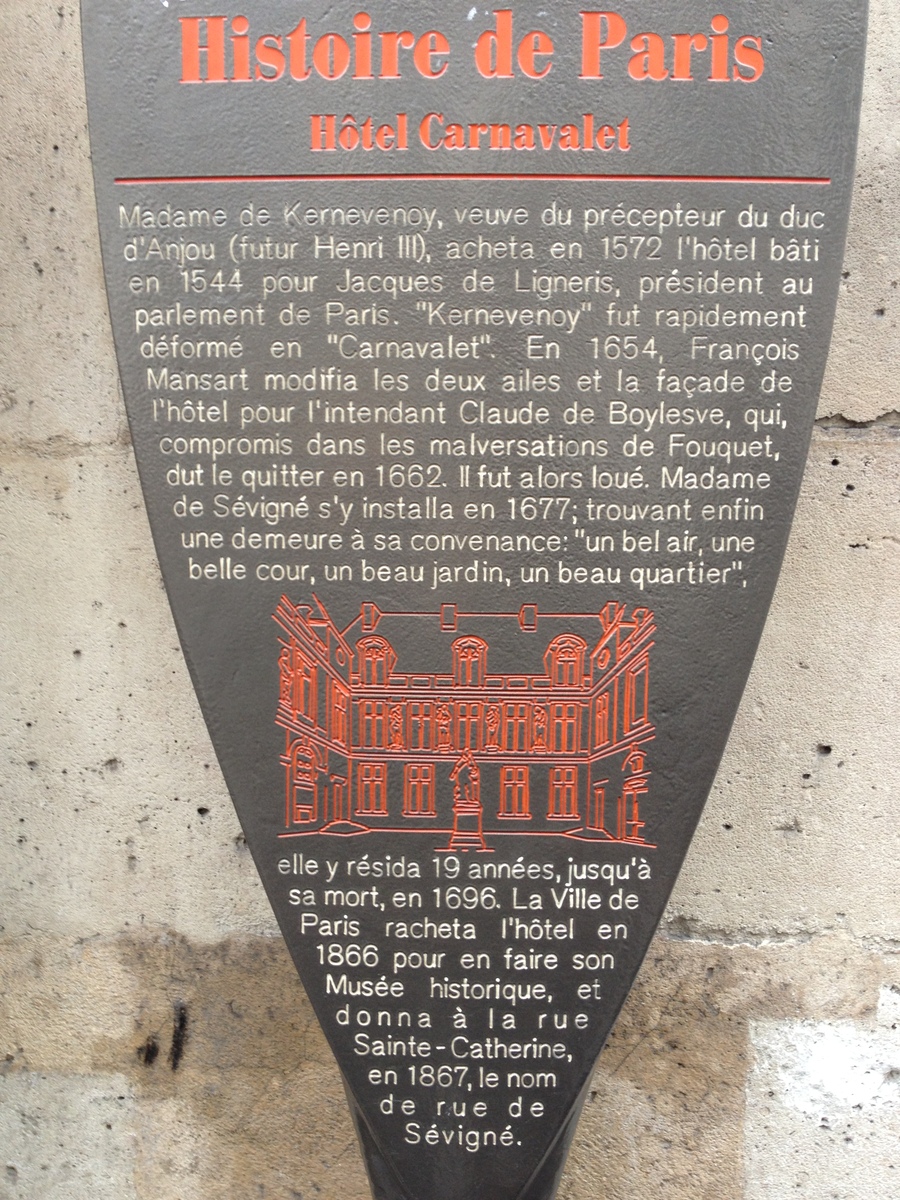 Histoire de Paris
Hôtel Carnavalet
Madame de Kernevenoy, veuve du précepteur du duc
d'Anjou (futur Henri III), acheta en 1572 l'hôtel bâti
en 1544 pour Jacques de Ligneris, président au
parlement de Paris. "Kernevenoy" fut rapidement
déformé en "Carnavalet". En 1654, François
Mansart modifia les deux ailes et la façade de
l'hôtel pour l'intendant Claude de Boylesve, qui,
compromis dans les malversations de Fouquet,
dut le quitter en 1662. Il fut alors loué. Madame
de Sévigné s'y installa en 1677; trouvant enfin
une demeure à sa convenance: "un bel air, une
belle cour, un beau jardin, un beau quartier",
elle y résida 19 années, jusqu'à
sa mort, en 1696. La Ville de
Paris racheta l'hôtel en
1866 pour en faire son
Musée historique, et
donna à la rue
Sainte-Catherine,
en 1867, le nom
de rue de
Sévigné.